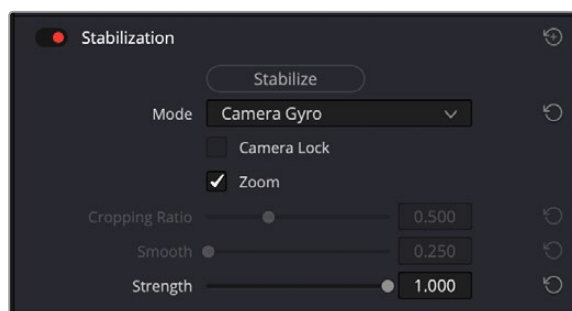 Stabilization
Stabilize
Mode Camera Gyro
Camera Lock
Zoom
Cropping Ratio 0.500
Smooth 0.250
Strength 1.000